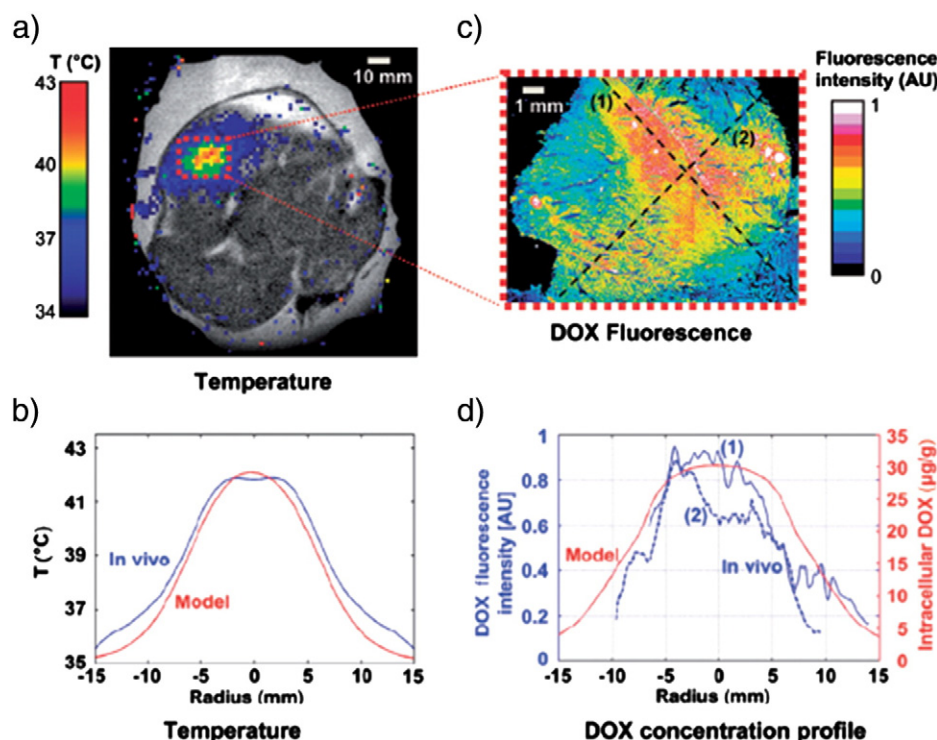 a)
T (°C)
43
40
37
34
10 mm
Temperature
c)
1 mm
(1)
(2)
Fluorescence
intensity (AU)
1
0
DOX Fluorescence
b)
T (°C)
43
41
39
37
35
In vivo
Model
-15
-10
-5
0
5
10
15
Radius (mm)
Temperature
d)
DOX fluorescence
intensity [AU]
1
0.8
0.6
0.4
0.2
0
(1)
(2)
Model
In vivo
35
30
25
20
15
10
5
0
Intracellular DOX (µg/g)
-15
-10
-5
0
5
10
15
Radius (mm)
DOX concentration profile